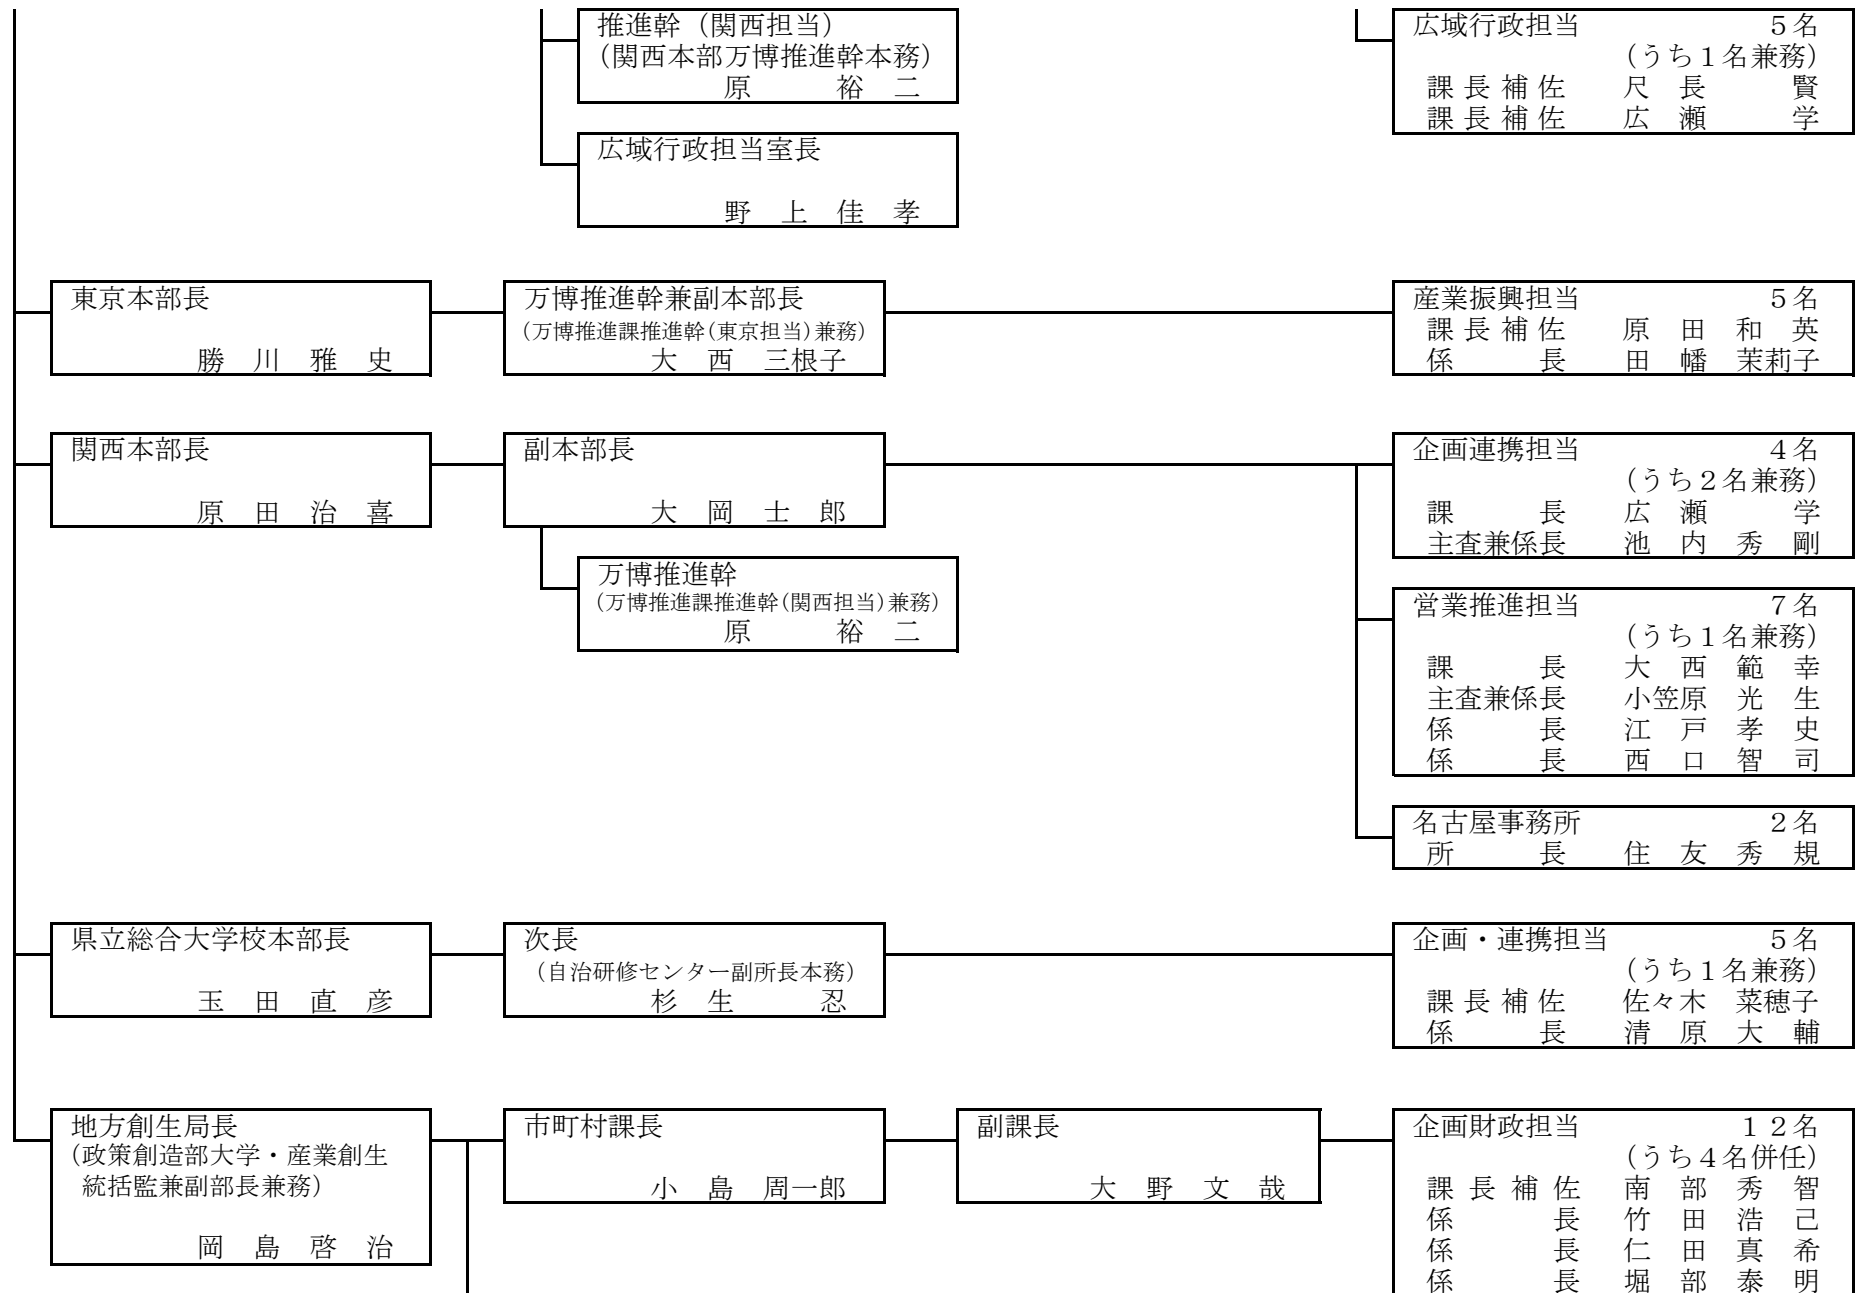 推進幹（関西担当）
（関西本部万博推進幹本務）
原　　裕　二
広域行政担当室長
野　上　佳　孝
広域行政担当　５名
（うち１名兼務）
課長補佐　尺　長　　賢
課長補佐　広　瀬　　学
東京本部長
勝　川　雅　史
万博推進幹兼副本部長
（万博推進課推進幹（東京担当）兼務）
大　西　三根子
産業振興担当　５名
課長補佐　原　田　和　英
係　　長　田　幡　茉莉子
関西本部長
原　田　治　喜
副本部長
大　岡　士　郎
万博推進幹
（万博推進課推進幹（関西担当）兼務）
原　　裕　二
企画連携担当　４名
（うち２名兼務）
課　　長　広　瀬　　学
主査兼係長　池　内　秀　剛
営業推進担当　７名
（うち１名兼務）
課　　長　大　西　範　幸
主査兼係長　小笠原　光　生
係　　長　江　戸　孝　史
係　　長　西　口　智　司
名古屋事務所　２名
所　　長　住　友　秀　規
県立総合大学校本部長
玉　田　直　彦
次長
（自治研修センター副所長本務）
杉　生　　忍
企画・連携担当　５名
（うち１名兼務）
課長補佐　佐々木　菜穂子
係　　長　清　原　大　輔
地方創生局長
（政策創造部大学・産業創生
統括監兼副部長兼務）
岡　島　啓　治
市町村課長
小　島　周一郎
副課長
大　野　文　哉
企画財政担当　１２名
（うち４名併任）
課長補佐　南　部　秀　智
係　　長　竹　田　浩　己
係　　長　仁　田　真　希
係　　長　堀　部　泰　明